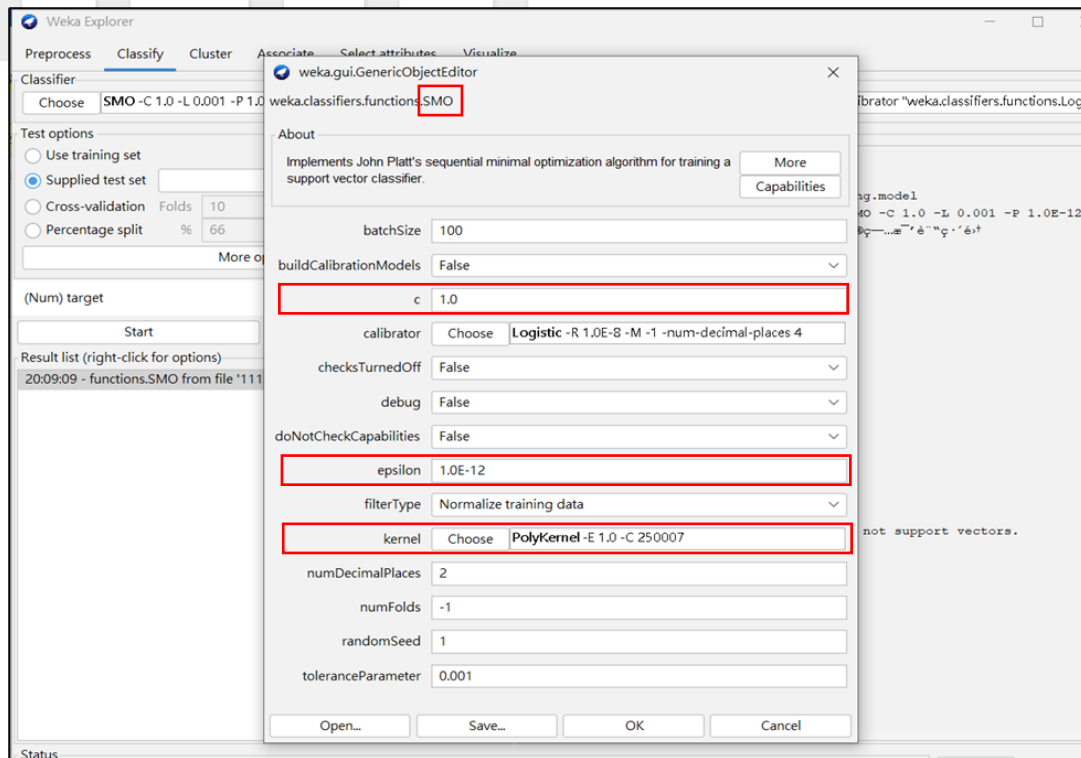 Weka Explorer
Preprocess Classify Cluster Associate Select attributes Visualize
Classifier
Choose SMO -C 1.0 -L 0.001 -P 1.0
Test options
Use training set
Supplied test set
Cross-validation Folds 10
Percentage split % 66
More
(Num) target
Start
Result list (right-click for options)
20:09:09 - functions.SMO from file '111
Status
weka.gui.GenericObjectEditor
weka.classifiers.functions.SMO
About
Implements John Platt's sequential minimal optimization algorithm for training a
support vector classifier.
More
Capabilities
batchSize 100
buildCalibrationModels False
c 1.0
calibrator Choose Logistic -R 1.0E-8 -M -1 -num-decimal-places 4
checksTurnedOff False
debug False
doNotCheckCapabilities False
epsilon 1.0E-12
filterType Normalize training data
kernel Choose PolyKernel -E 1.0 -C 250007
numDecimalPlaces 2
numFolds -1
randomSeed 1
toleranceParameter 0.001
Open... Save... OK Cancel
ibrator "weka.classifiers.functions.Log
ng.model
MO -C 1.0 -L 0.001 -P 1.0E-12
not support vectors.